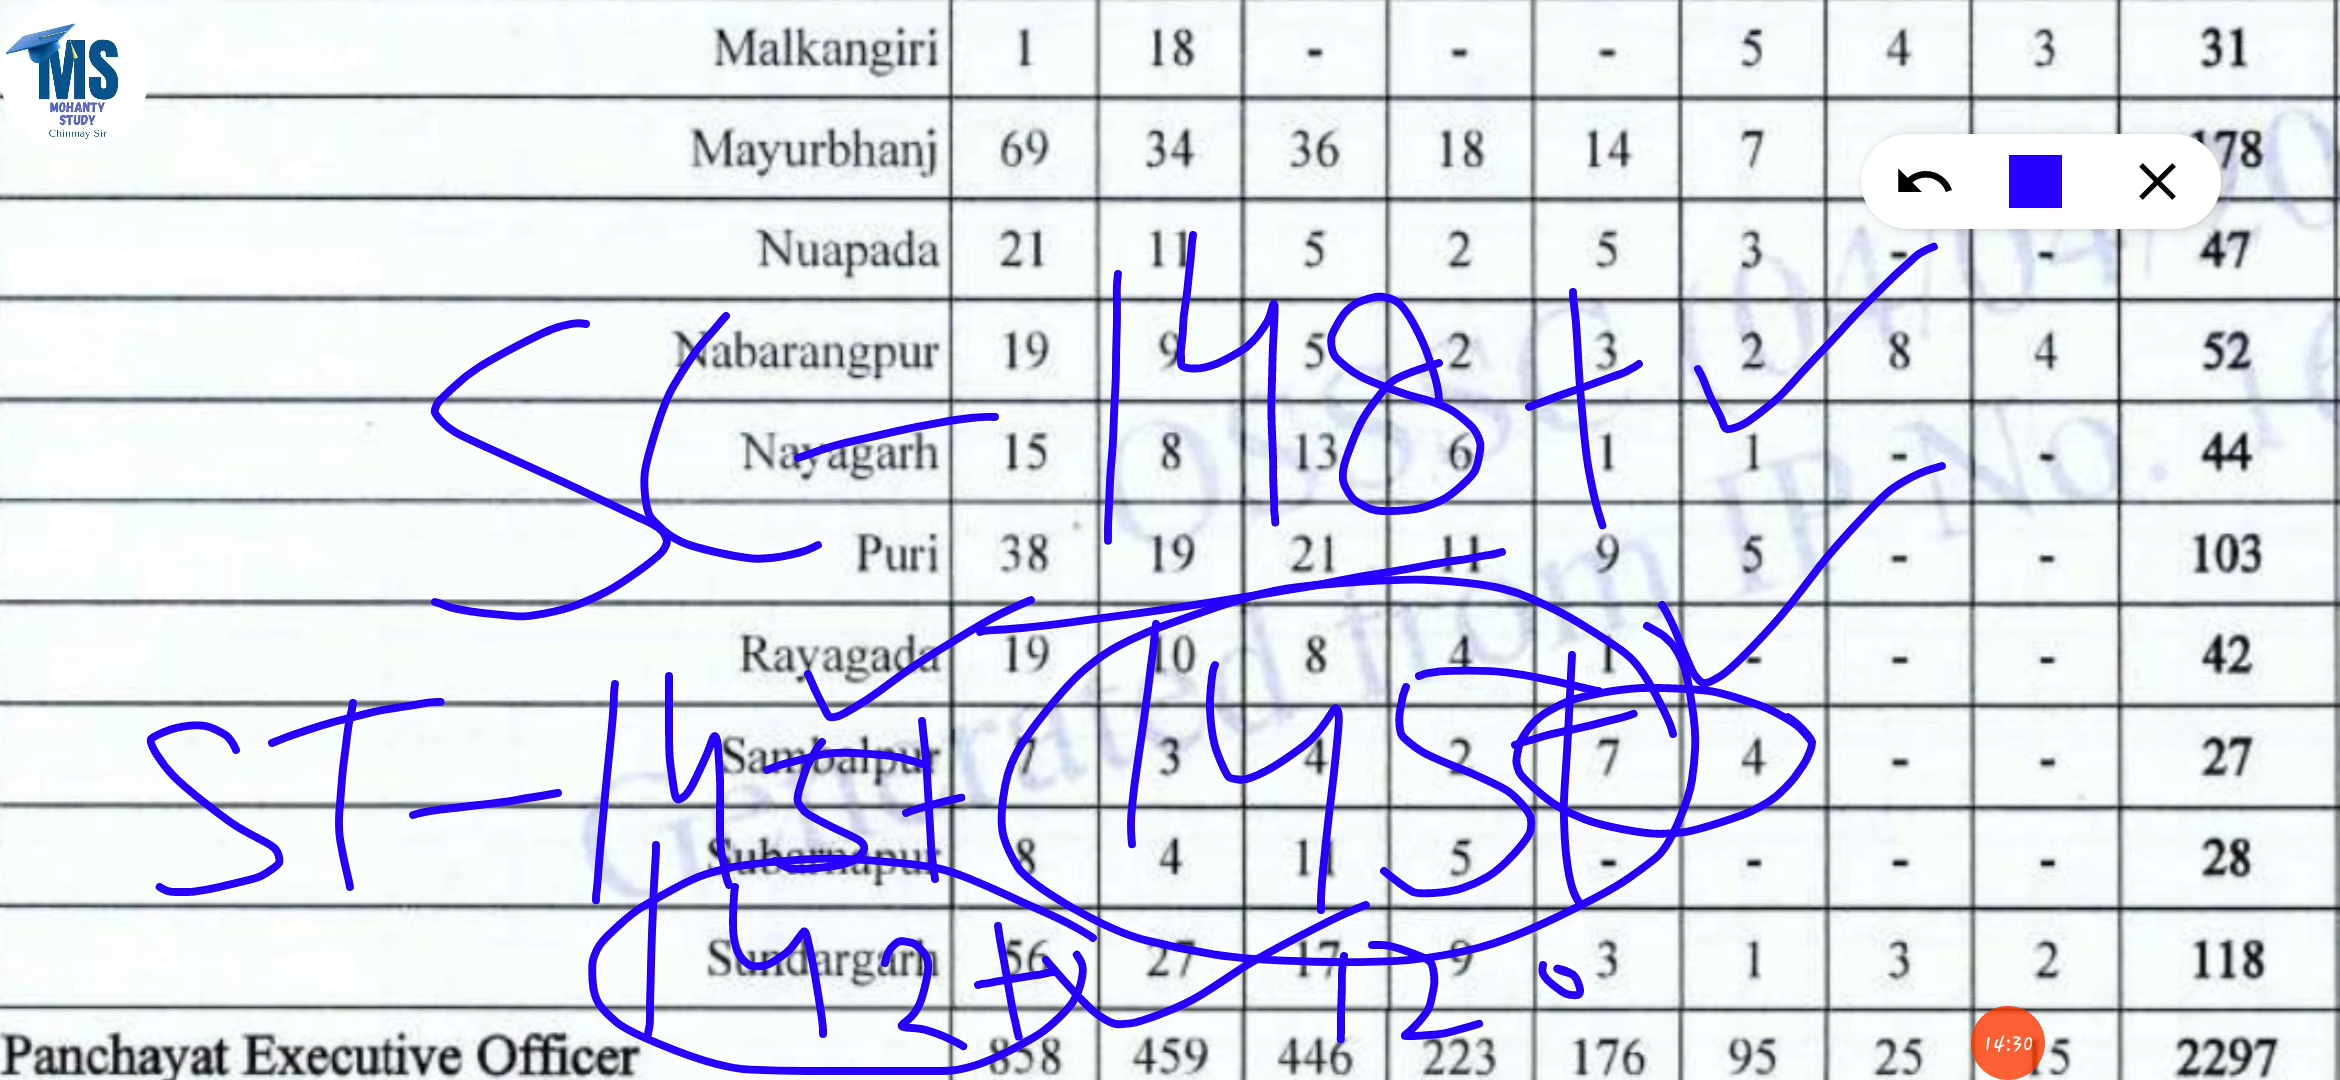 MS
MOHANTY
STUDY
Chinmay Sir
Malkangiri 1 18 - - - 5 4 3 31
Mayurbhanj 69 34 36 18 14 7 178
Nuapada 21 11 5 2 5 3 - - 47
Nabarangpur 19 9 5 2 3 2 8 4 52
Nayagarh 15 8 13 6 1 1 - - 44
Puri 38 19 21 11 9 5 - - 103
Rayagada 19 10 8 4 1 - - - 42
Sambalpur 7 3 4 2 7 4 - - 27
Subarnapur 8 4 11 5 - - - - 28
Sundargarh 56 27 17 9 3 1 3 2 118
Panchayat Executive Officer 858 459 446 223 176 95 25 15 2297
SC - 148+
ST - 145+
145+
142+
12
14:30
Generated from IP No.